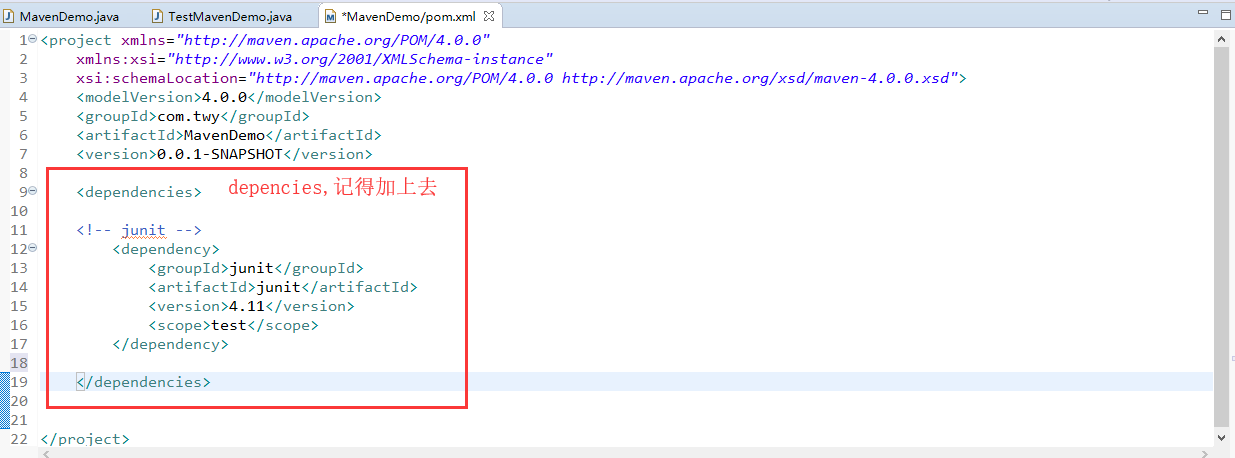 MavenDemo.java TestMavenDemo.java *MavenDemo/pom.xml
1 <project xmlns="http://maven.apache.org/POM/4.0.0"
2 xmlns:xsi="http://www.w3.org/2001/XMLSchema-instance"
3 xsi:schemaLocation="http://maven.apache.org/POM/4.0.0 http://maven.apache.org/xsd/maven-4.0.0.xsd">
4 <modelVersion>4.0.0</modelVersion>
5 <groupId>com.twy</groupId>
6 <artifactId>MavenDemo</artifactId>
7 <version>0.0.1-SNAPSHOT</version>
8
9 <dependencies> depencies,记得加上去
10
11 <!-- junit -->
12 <dependency>
13 <groupId>junit</groupId>
14 <artifactId>junit</artifactId>
15 <version>4.11</version>
16 <scope>test</scope>
17 </dependency>
18
19 </dependencies>
20
21
22 </project>